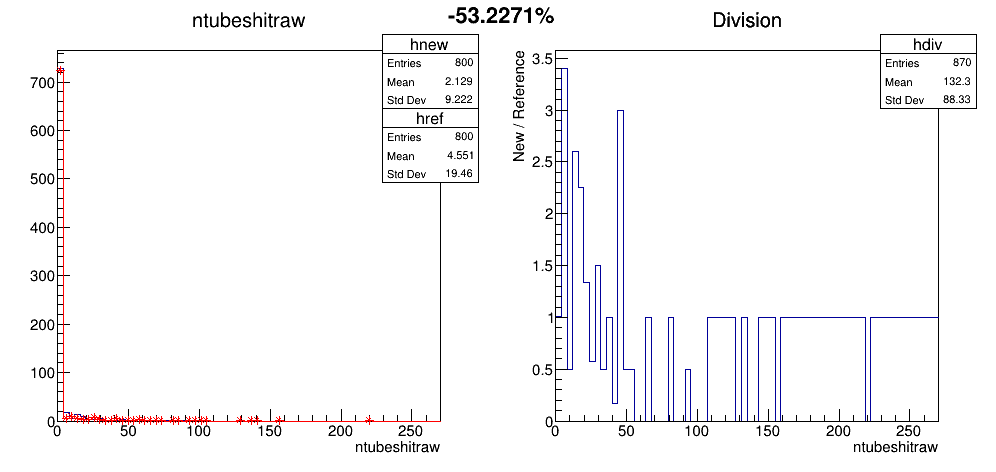 -53.2271%
ntubeshitraw
hnew
Entries 800
Mean 2.129
Std Dev 9.222
href
Entries 800
Mean 4.551
Std Dev 19.46
700
600
500
400
300
200
100
0
0 50 100 150 200 250
ntubeshitraw
Division
hdiv
Entries 870
Mean 132.3
Std Dev 88.33
New / Reference
3.5
3
2.5
2
1.5
1
0.5
0
0 50 100 150 200 250
ntubeshitraw